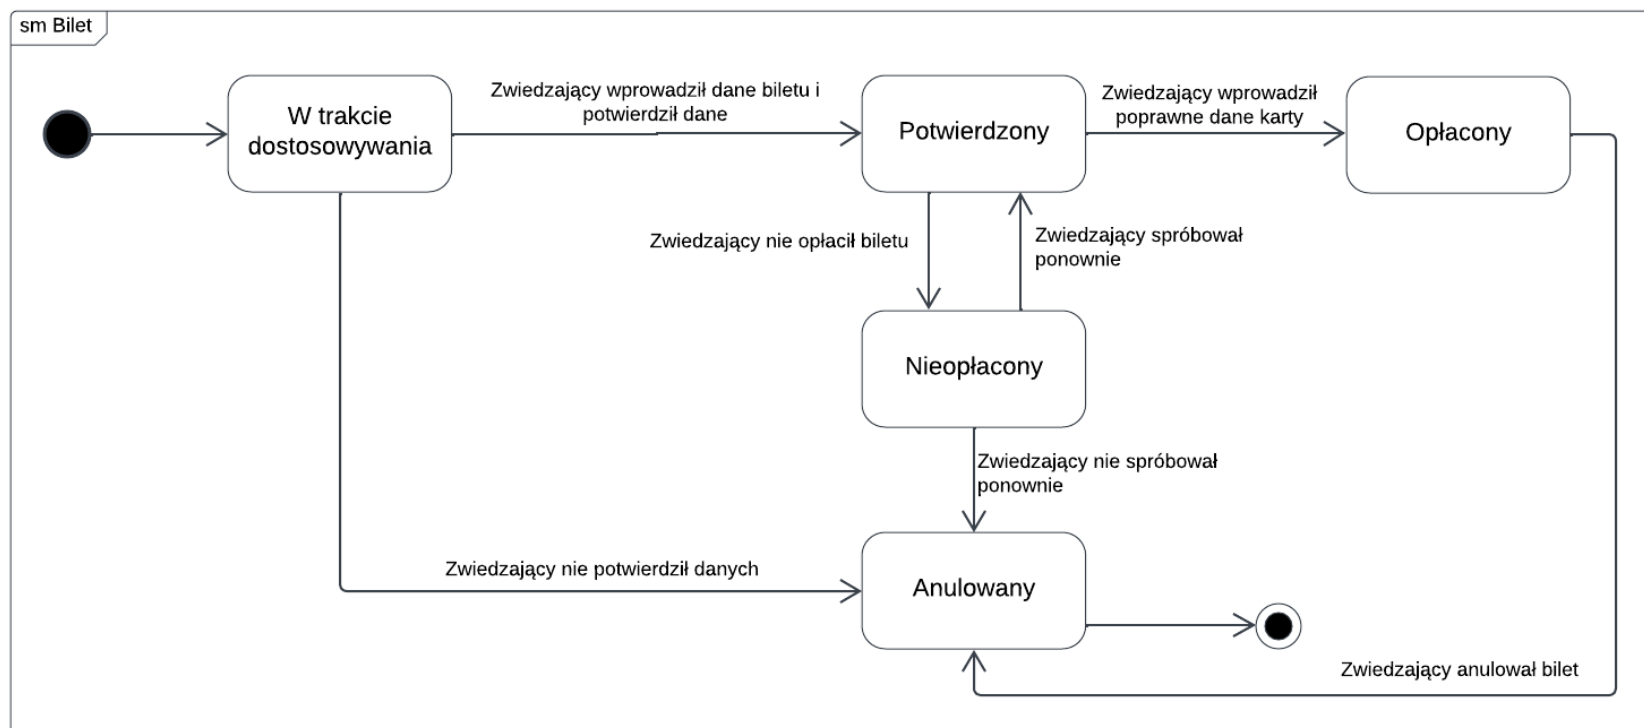 sm Bilet
W trakcie
dostosowywania
Zwiedzający wprowadził dane biletu i
potwierdził dane
Potwierdzony
Zwiedzający wprowadził
poprawne dane karty
Opłacony
Zwiedzający nie opłacił biletu
Zwiedzający spróbował
ponownie
Nieopłacony
Zwiedzający nie spróbował
ponownie
Zwiedzający nie potwierdził danych
Anulowany
Zwiedzający anulował bilet